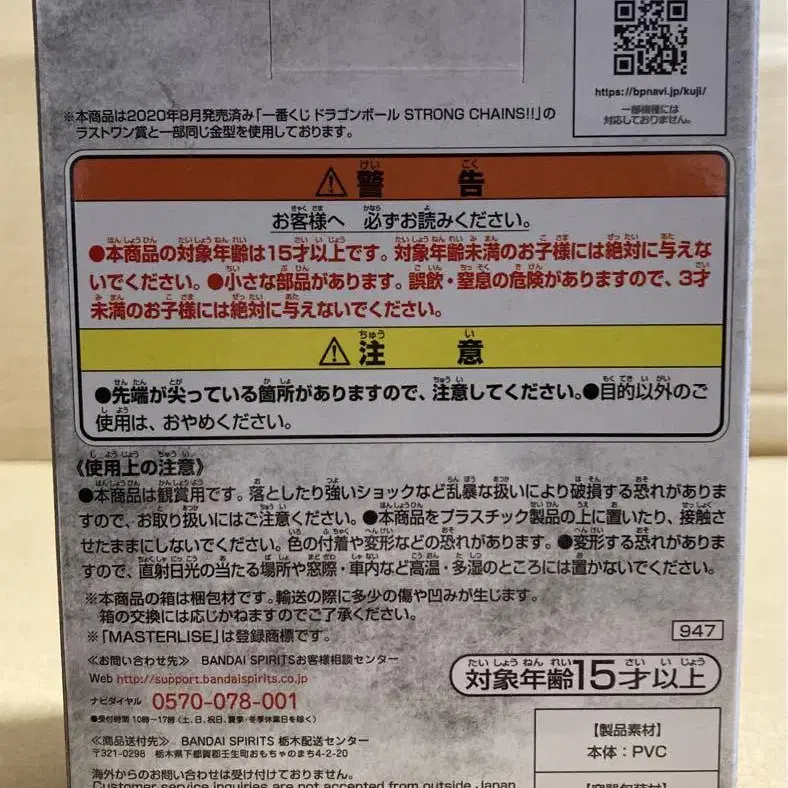 https://bpnavi.jp/kuji/
一部機種には
対応しておりません。
※本商品は2020年8月発売済み「一番くじ ドラゴンボール STRONG CHAINS!!」の
ラストワン賞と一部同じ金型を使用しております。
⚠警告
お客様へ 必ずお読みください。
●本商品の対象年齢は15才以上です。対象年齢未満のお子様には絶対に与えな
いでください。●小さな部品があります。誤飲・窒息の危険がありますので、3才
未満のお子様には絶対に与えないでください。
⚠注意
●先端が尖っている箇所がありますので、注意してください。●目的以外のご
使用は、おやめください。
《使用上の注意》
●本商品は観賞用です。落としたり強いショックなど乱暴な扱いにより破損する恐れがありま
すので、お取り扱いにはご注意ください。●本商品をプラスチック製品の上に置いたり、接触さ
せたままにしないでください。色の付着や変形などの恐れがあります。●変形する恐れがありま
すので、直射日光の当たる場所や窓際・車内など高温・多湿のところには置かないでください。
※本商品の箱は梱包材です。輸送の際に多少の傷や凹みが生じます。
箱の交換には応じかねますのでご了承ください。
※「MASTERLISE」は登録商標です。
947
≪お問い合わせ先≫ BANDAI SPIRITSお客様相談センター
Web http://support.bandaispirits.co.jp
ナビダイヤル 0570-078-001
●受付時間 10時〜17時(土、日、祝日、夏季・冬季休業日を除く)
対象年齢15才以上
≪商品送付先≫ BANDAI SPIRITS 栃木配送センター
〒321-0298 栃木県下都賀郡壬生町おもちゃのまち4-2-20
海外からのお問い合わせは受け付けておりません。
Customer service inquiries are not accepted from outside Japan
【製品素材】
本体：PVC
【容器包装材】